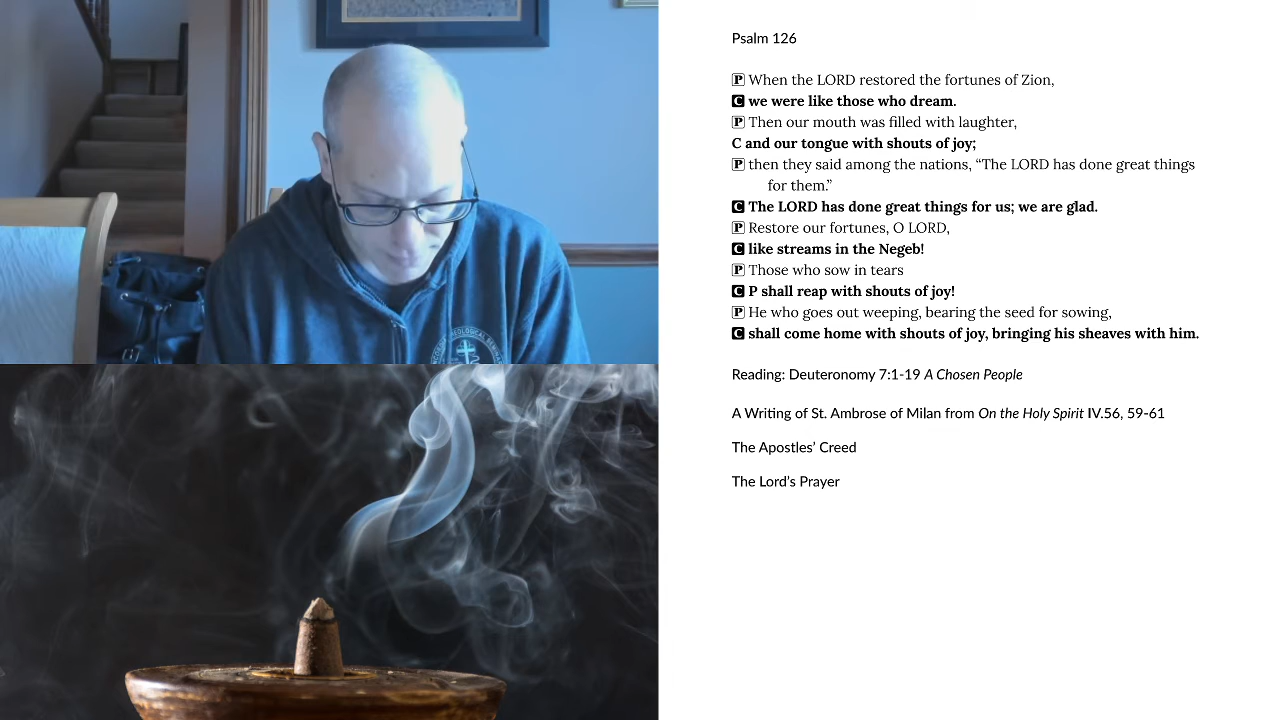 Psalm 126
P When the LORD restored the fortunes of Zion,
C we were like those who dream.
P Then our mouth was filled with laughter,
C and our tongue with shouts of joy;
P then they said among the nations, “The LORD has done great things
for them.”
C The LORD has done great things for us; we are glad.
P Restore our fortunes, O LORD,
C like streams in the Negeb!
P Those who sow in tears
C P shall reap with shouts of joy!
P He who goes out weeping, bearing the seed for sowing,
C shall come home with shouts of joy, bringing his sheaves with him.
Reading: Deuteronomy 7:1-19 A Chosen People
A Writing of St. Ambrose of Milan from On the Holy Spirit IV.56, 59-61
The Apostles’ Creed
The Lord’s Prayer